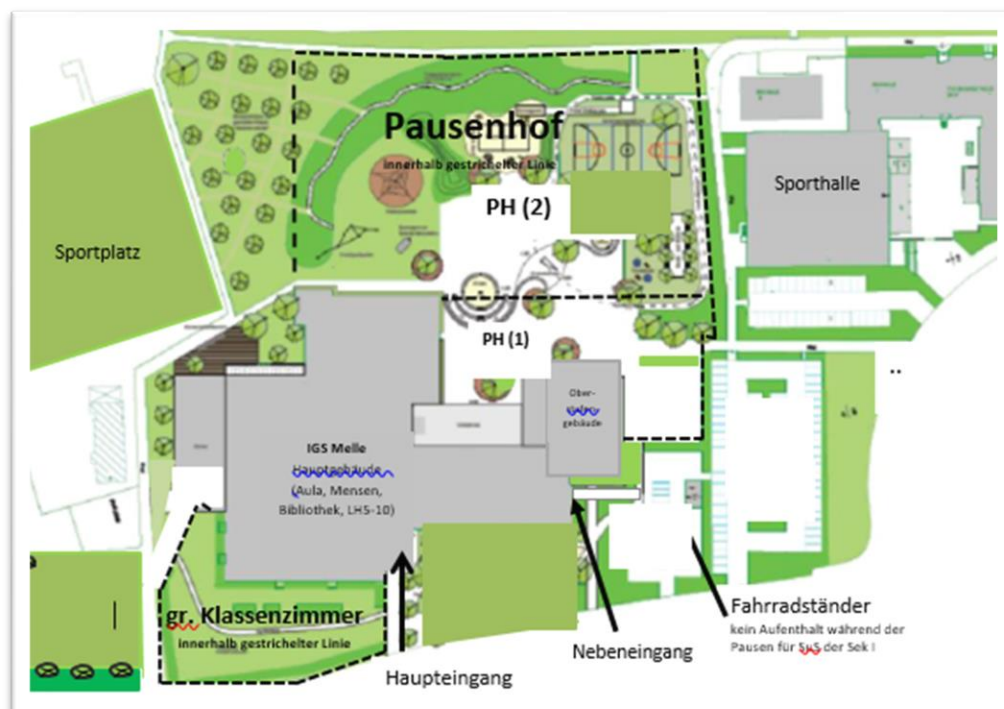 Pausenhof
innerhalb gestrichelter Linie
PH (2)
Sporthalle
Sportplatz
PH (1)
Ober-
stufen-
gebäude
IGS Melle
Hauptgebäude
(Aula, Mensen,
Bibliothek, LHS-10)
gr. Klassenzimmer
innerhalb gestrichelter Linie
Haupteingang
Nebeneingang
Fahrradständer
kein Aufenthalt während der
Pausen für SuS der Sek I